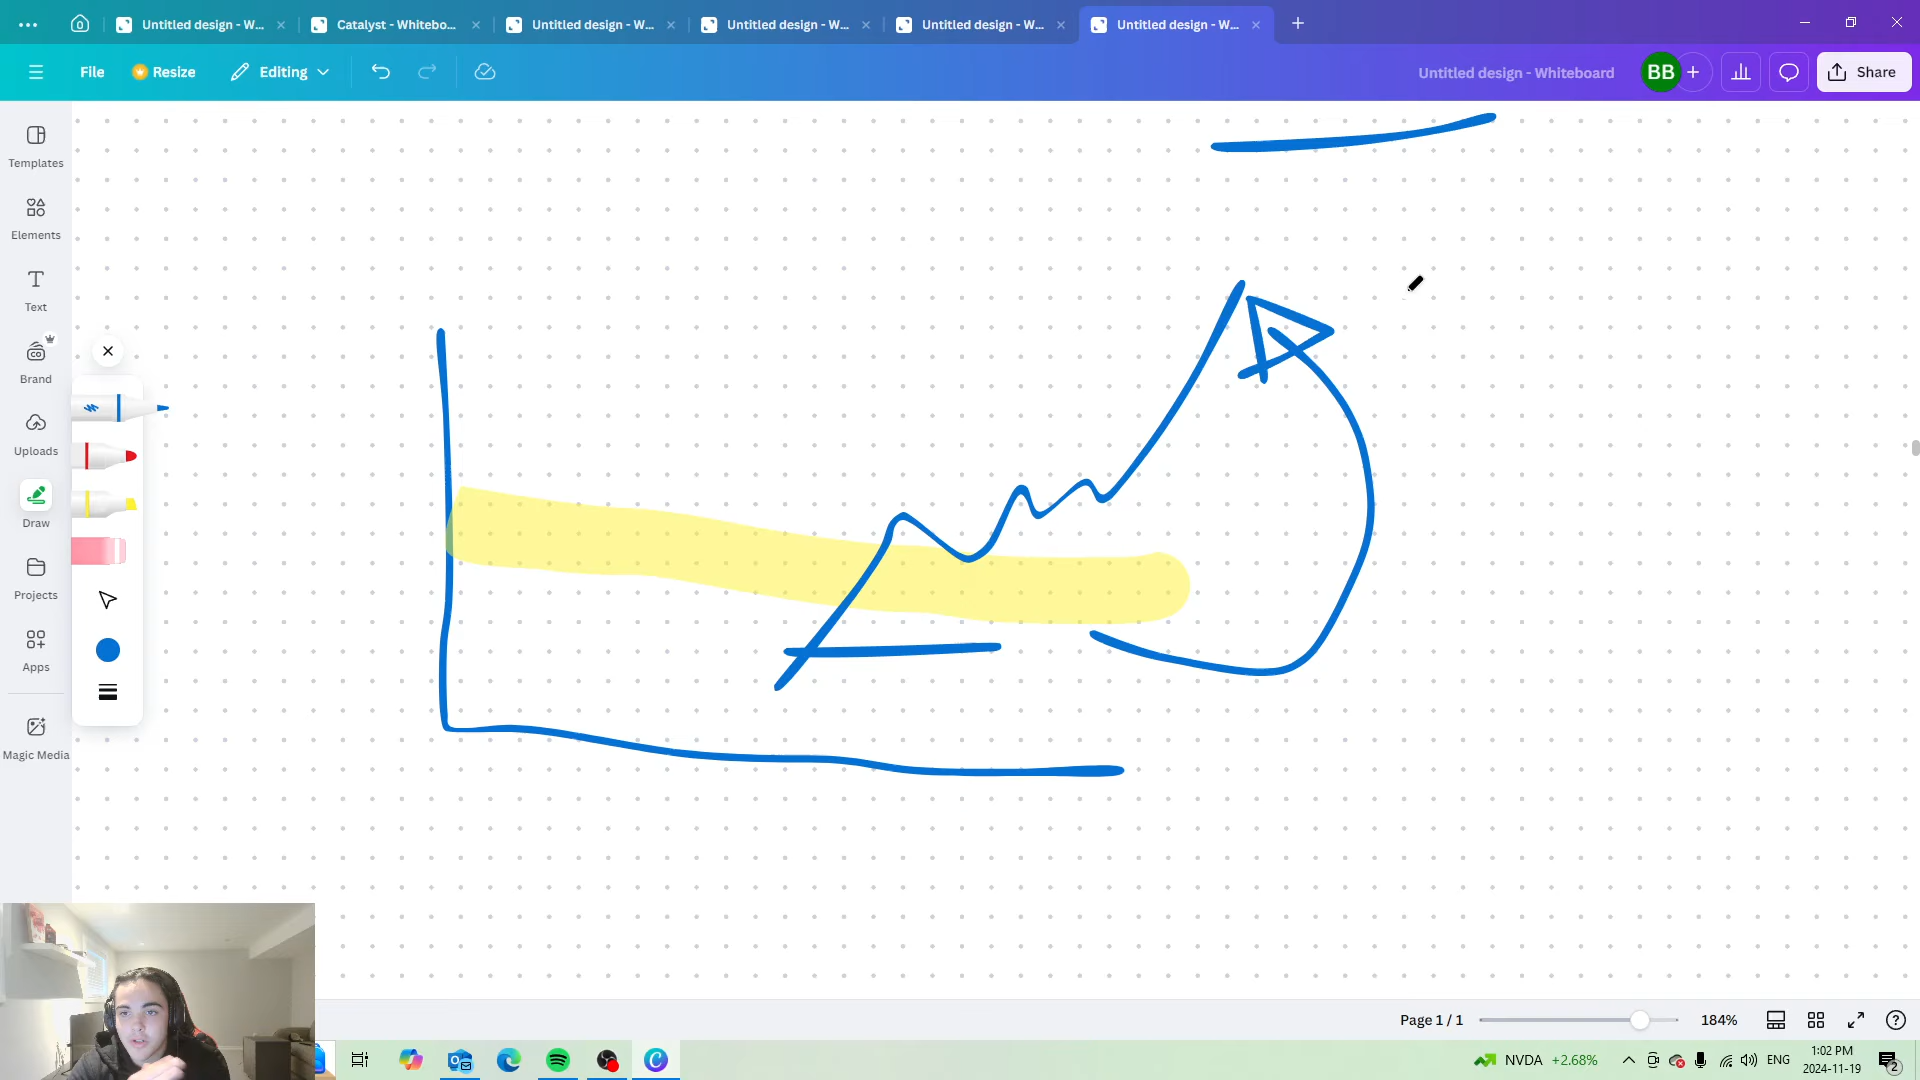 Untitled design - W...
Catalyst - Whitebo...
Untitled design - W...
Untitled design - W...
Untitled design - W...
Untitled design - W...
File
Resize
Editing
Untitled design - Whiteboard
BB
Share
Templates
Elements
Text
Brand
Uploads
Draw
Projects
Apps
Magic Media
Page 1 / 1
184%
NVDA +2.68%
ENG
1:02 PM
2024-11-19
2